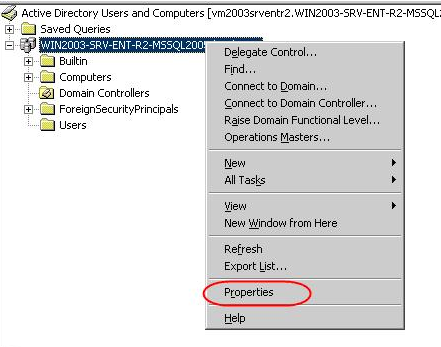 Active Directory Users and Computers [vm2003srventr2.WIN2003-SRV-ENT-R2-MSSQL2
Saved Queries
WIN2003-SRV-ENT-R2-MSSQL200
Builtin
Computers
Domain Controllers
ForeignSecurityPrincipals
Users
Delegate Control...
Find...
Connect to Domain...
Connect to Domain Controller...
Raise Domain Functional Level...
Operations Masters...
New
All Tasks
View
New Window from Here
Refresh
Export List...
Properties
Help